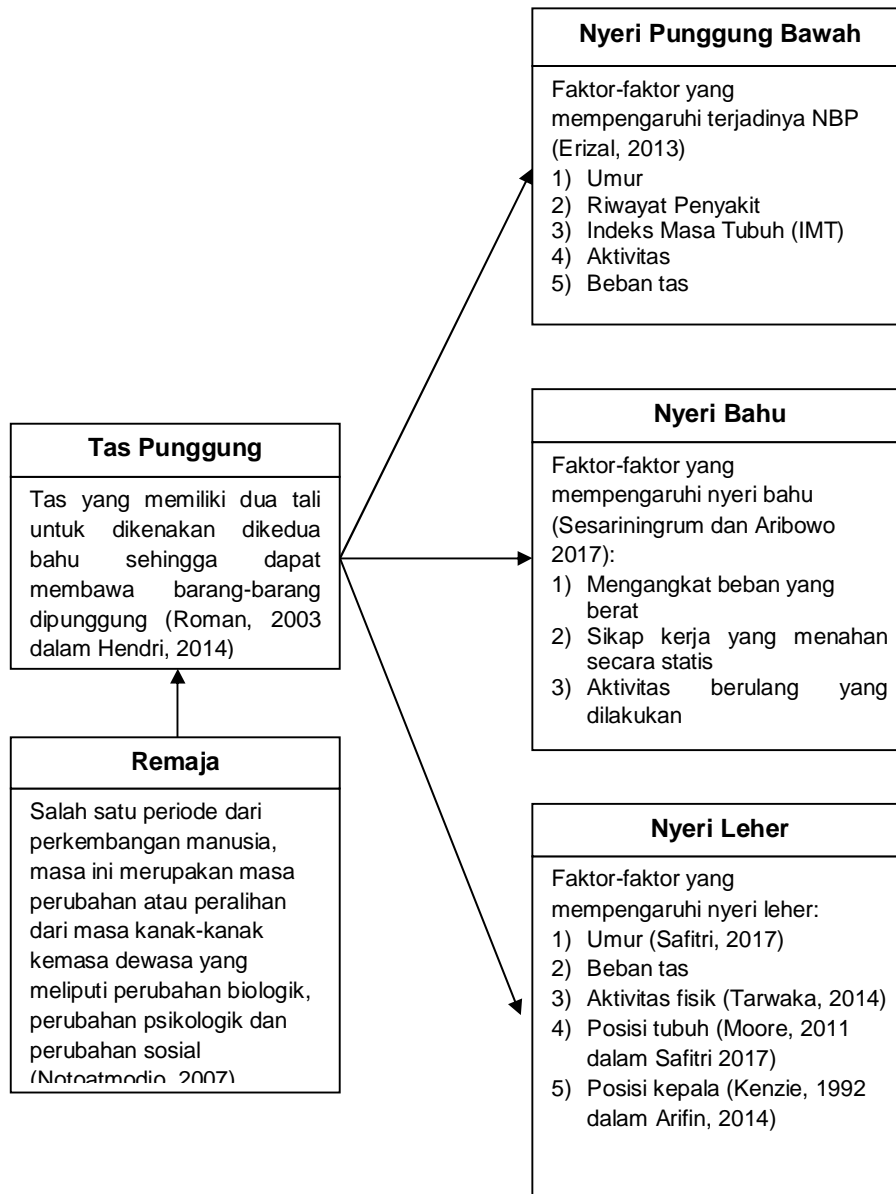 Nyeri Punggung Bawah
Faktor-faktor yang
mempengaruhi terjadinya NBP
(Erizal, 2013)
1) Umur
2) Riwayat Penyakit
3) Indeks Masa Tubuh (IMT)
4) Aktivitas
5) Beban tas
Nyeri Bahu
Faktor-faktor yang
mempengaruhi nyeri bahu
(Sesariningrum dan Aribowo
2017):
1) Mengangkat beban yang
berat
2) Sikap kerja yang menahan
secara statis
3) Aktivitas berulang yang
dilakukan
Tas Punggung
Tas yang memiliki dua tali
untuk dikenakan dikedua
bahu sehingga dapat
membawa barang-barang
dipunggung (Roman, 2003
dalam Hendri, 2014)
Remaja
Salah satu periode dari
perkembangan manusia,
masa ini merupakan masa
perubahan atau peralihan
dari masa kanak-kanak
kemasa dewasa yang
meliputi perubahan biologik,
perubahan psikologik dan
perubahan sosial
(Notoatmodjo, 2007)
Nyeri Leher
Faktor-faktor yang
mempengaruhi nyeri leher:
1) Umur (Safitri, 2017)
2) Beban tas
3) Aktivitas fisik (Tarwaka, 2014)
4) Posisi tubuh (Moore, 2011
dalam Safitri 2017)
5) Posisi kepala (Kenzie, 1992
dalam Arifin, 2014)